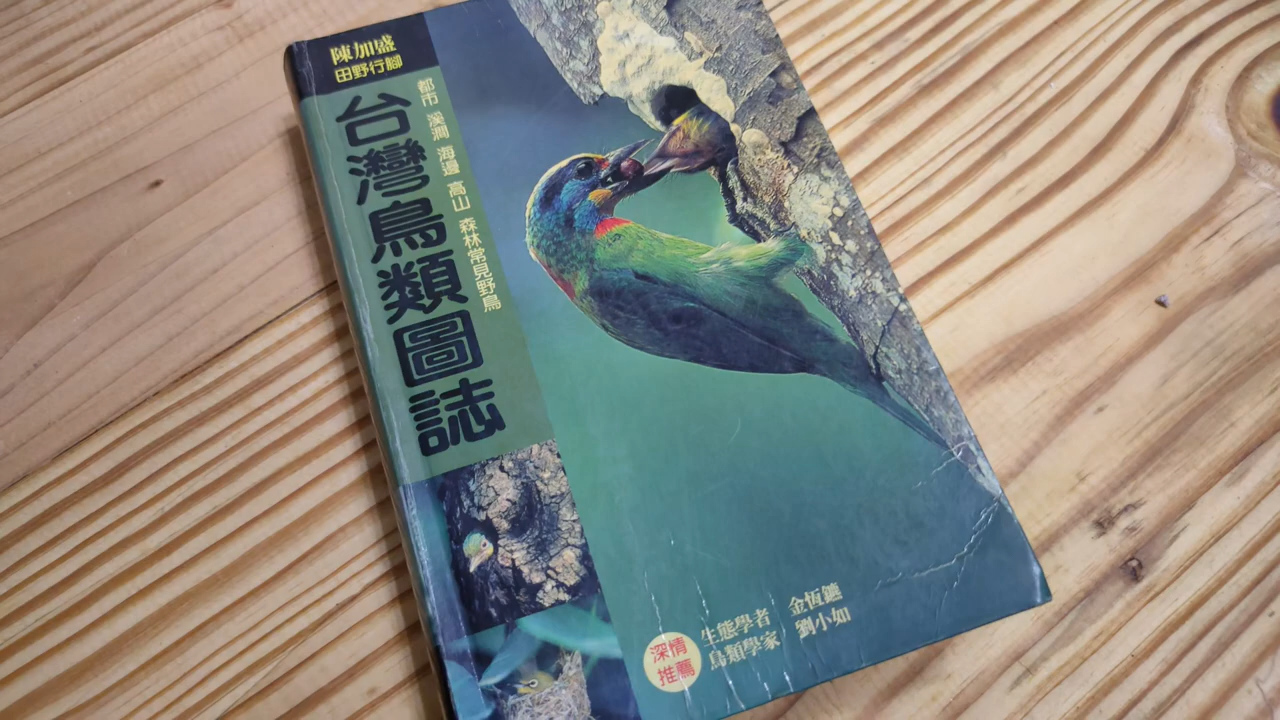 陳加盛
田野行腳
台灣鳥類圖誌
都市 溪澗 海邊 高山 森林常見野鳥
深情
推薦
生態學者 金恆鑣
鳥類學家 劉小如